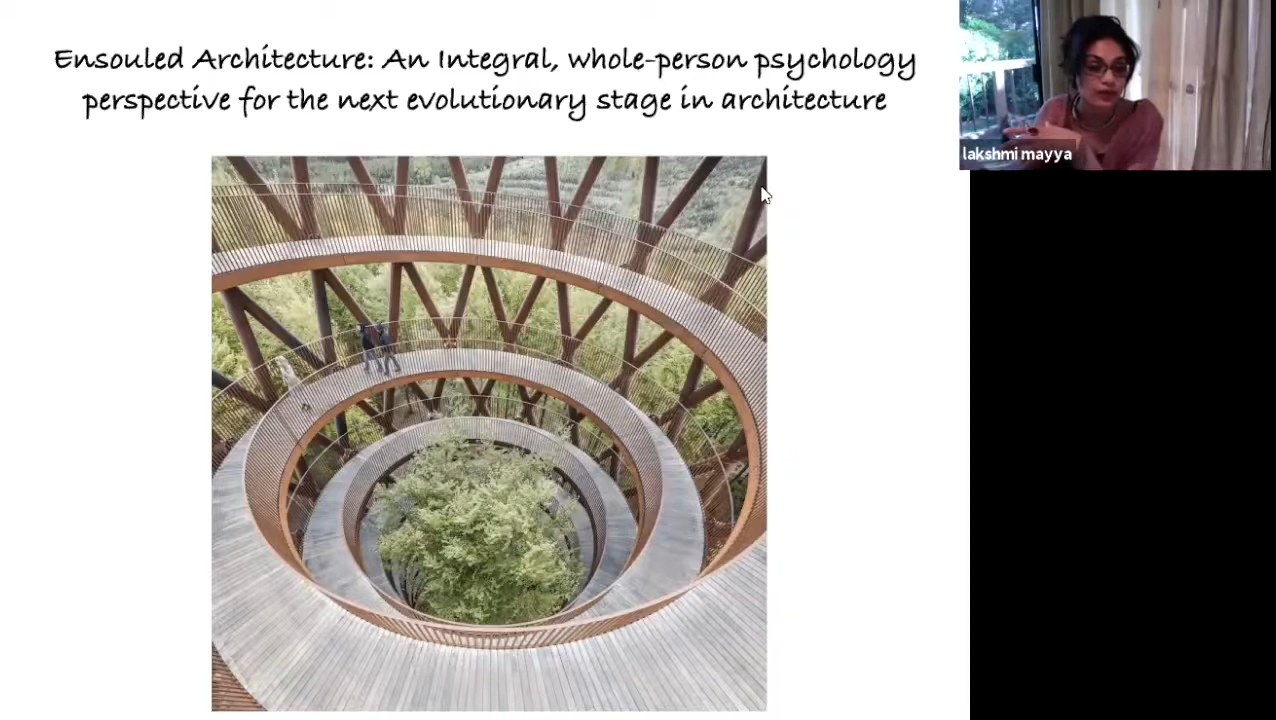 Ensouled Architecture: An Integral, whole-person psychology
perspective for the next evolutionary stage in architecture
lakshmi mayya